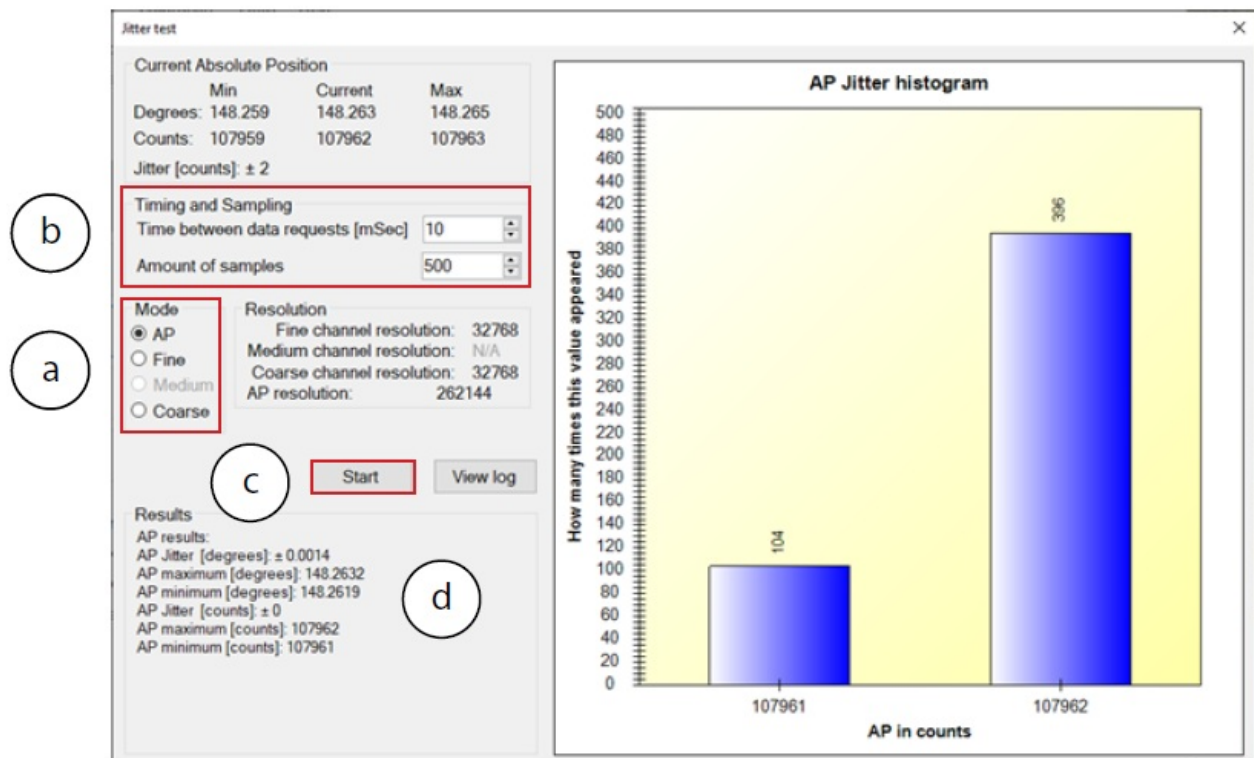 Jitter test
Current Absolute Position
Min Current Max
Degrees: 148.259 148.263 148.265
Counts: 107959 107962 107963
Jitter [counts]: ± 2
b
Timing and Sampling
Time between data requests [mSec] 10
Amount of samples 500
a
Mode
AP
Fine
Medium
Coarse
Resolution
Fine channel resolution: 32768
Medium channel resolution: N/A
Coarse channel resolution: 32768
AP resolution: 262144
c
Start View log
Results
AP results:
AP Jitter [degrees]: ± 0.0014
AP maximum [degrees]: 148.2632
AP minimum [degrees]: 148.2619
AP Jitter [counts]: ± 0
AP maximum [counts]: 107962
AP minimum [counts]: 107961
d
AP Jitter histogram
How many times this value appeared
500
480
460
440
420
400
380
360
340
320
300
280
260
240
220
200
180
160
140
120
100
80
60
40
20
0
104
396
107961 107962
AP in counts